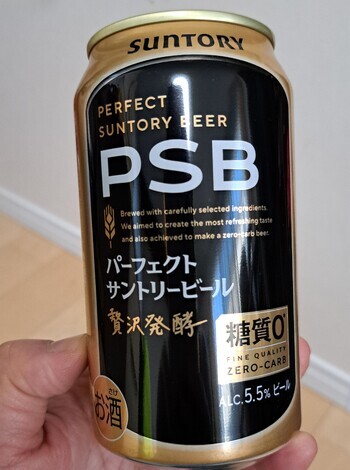 SUNTORY
PERFECT
SUNTORY BEER
PSB
Brewed with carefully selected ingredients.
We aimed to create the most refreshing taste
and also achieved to make a zero-carb beer.
パーフェクト
サントリービール
贅沢発酵
糖質0*
FINE QUALITY
ZERO-CARB
ALC.5.5% ビール
お酒